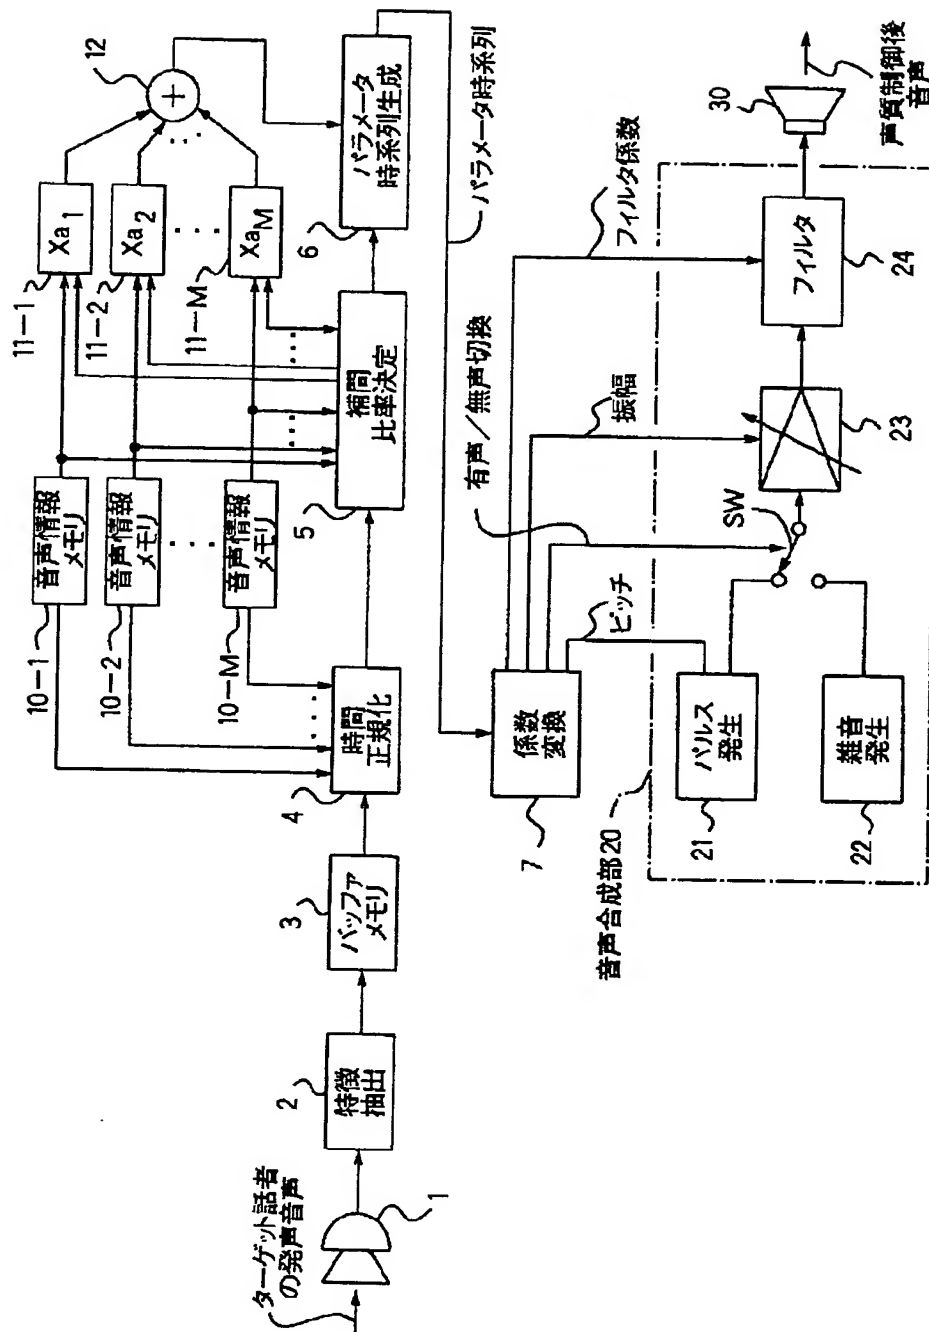 ターゲット話者
の発声音声
1
2
特徴
抽出
3
バッファ
メモリ
4
時間
正規化
10-1
音声情報
メモリ
10-2
音声情報
メモリ
10-M
音声情報
メモリ
5
補間
比率決定
11-1
Xa1
11-2
Xa2
11-M
XaM
12
+
6
パラメータ
時系列生成
パラメータ時系列
7
係数
変換
ピッチ
有声/無声切換
振幅
フィルタ係数
音声合成部20
21
パルス
発生
22
雑音
発生
SW
23
フィルタ
24
30
声質制御後
音声